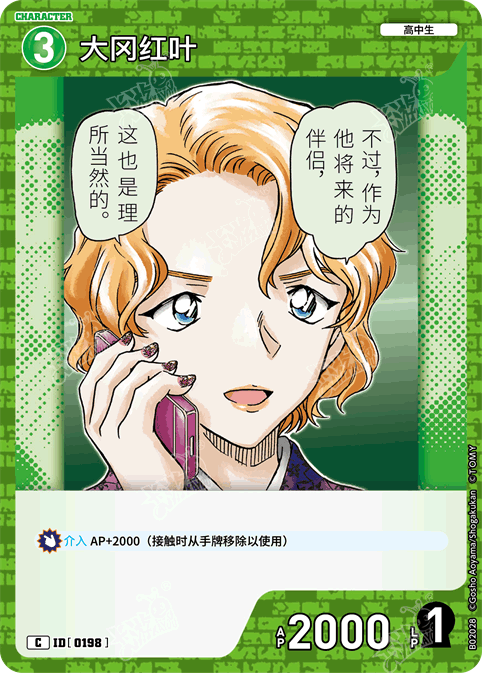 CHARACTER
3
大冈红叶
高中生
不过，作为
他将来的
伴侣，
这也是理
所当然的。
介入 AP+2000（接触时从手牌移除以使用）
C ID[ 0198 ]
AP 2000 LP 1
B02028 ©Gosho Aoyama/Shogakukan ©TOMY